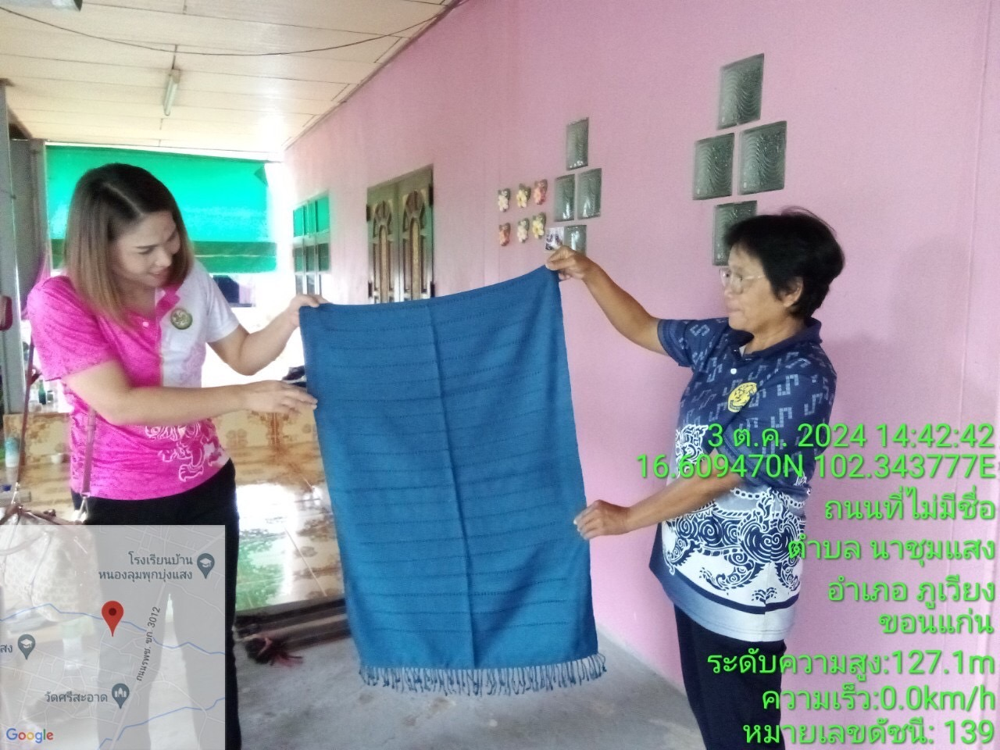 3 ต.ค. 2024 14:42:42
16.609470N 102.343777E
ถนนที่ไม่มีชื่อ
ตำบล นาชุมแสง
อำเภอ ภูเวียง
ขอนแก่น
ระดับความสูง:127.1m
ความเร็ว:0.0km/h
หมายเลขดัชนี: 139
โรงเรียนบ้าน
หนองลุมพุกบุ่งแสง
ถนนรพช. ขก. 3012
สง
วัดศรีสะอาด
Google